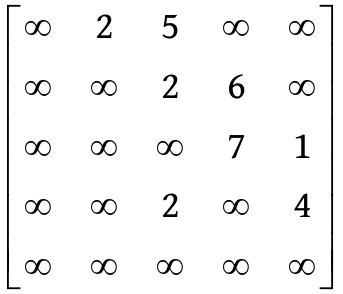 ∞ 2 5 ∞ ∞
∞ ∞ 2 6 ∞
∞ ∞ ∞ 7 1
∞ ∞ 2 ∞ 4
∞ ∞ ∞ ∞ ∞